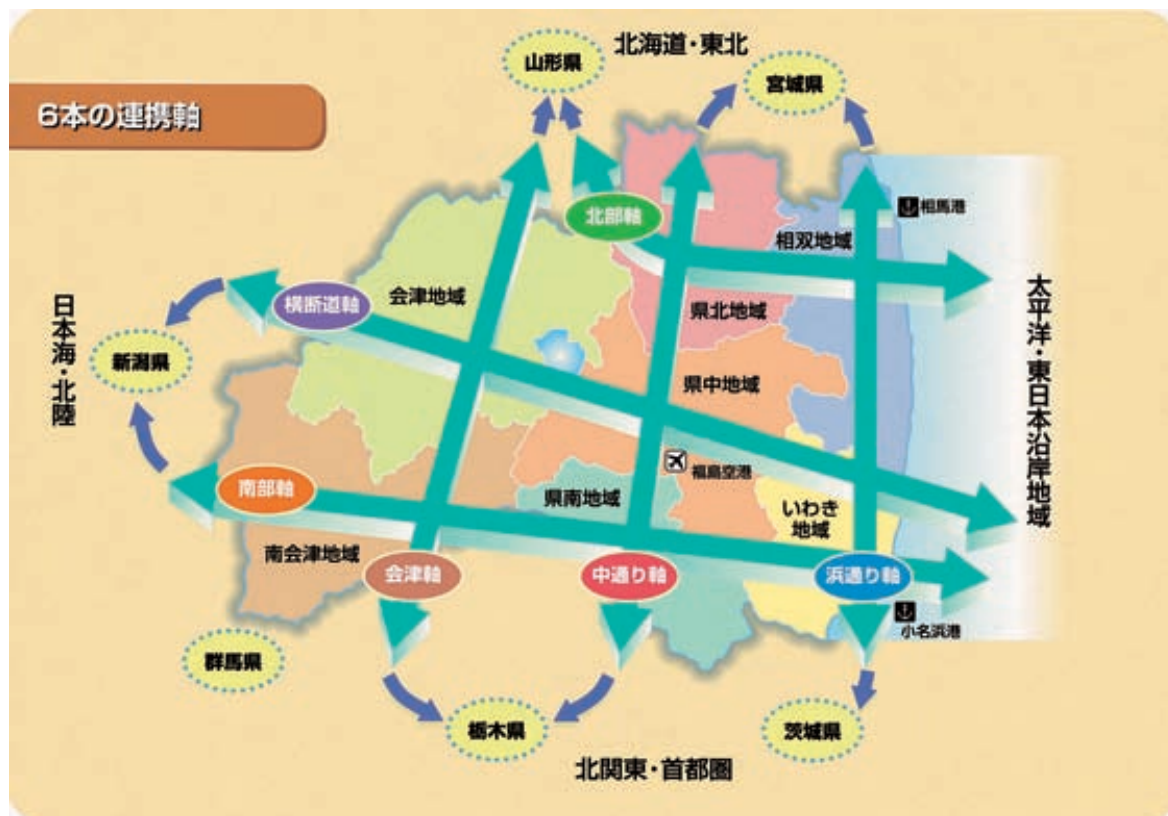 北海道・東北
山形県
宮城県
6本の連携軸
北部軸
相馬港
相双地域
横断道軸
会津地域
県北地域
日本海・北陸
新潟県
太平洋・東日本沿岸地域
県中地域
福島空港
南部軸
県南地域
いわき
地域
南会津地域
会津軸
中通り軸
浜通り軸
小名浜港
群馬県
栃木県
茨城県
北関東・首都圏